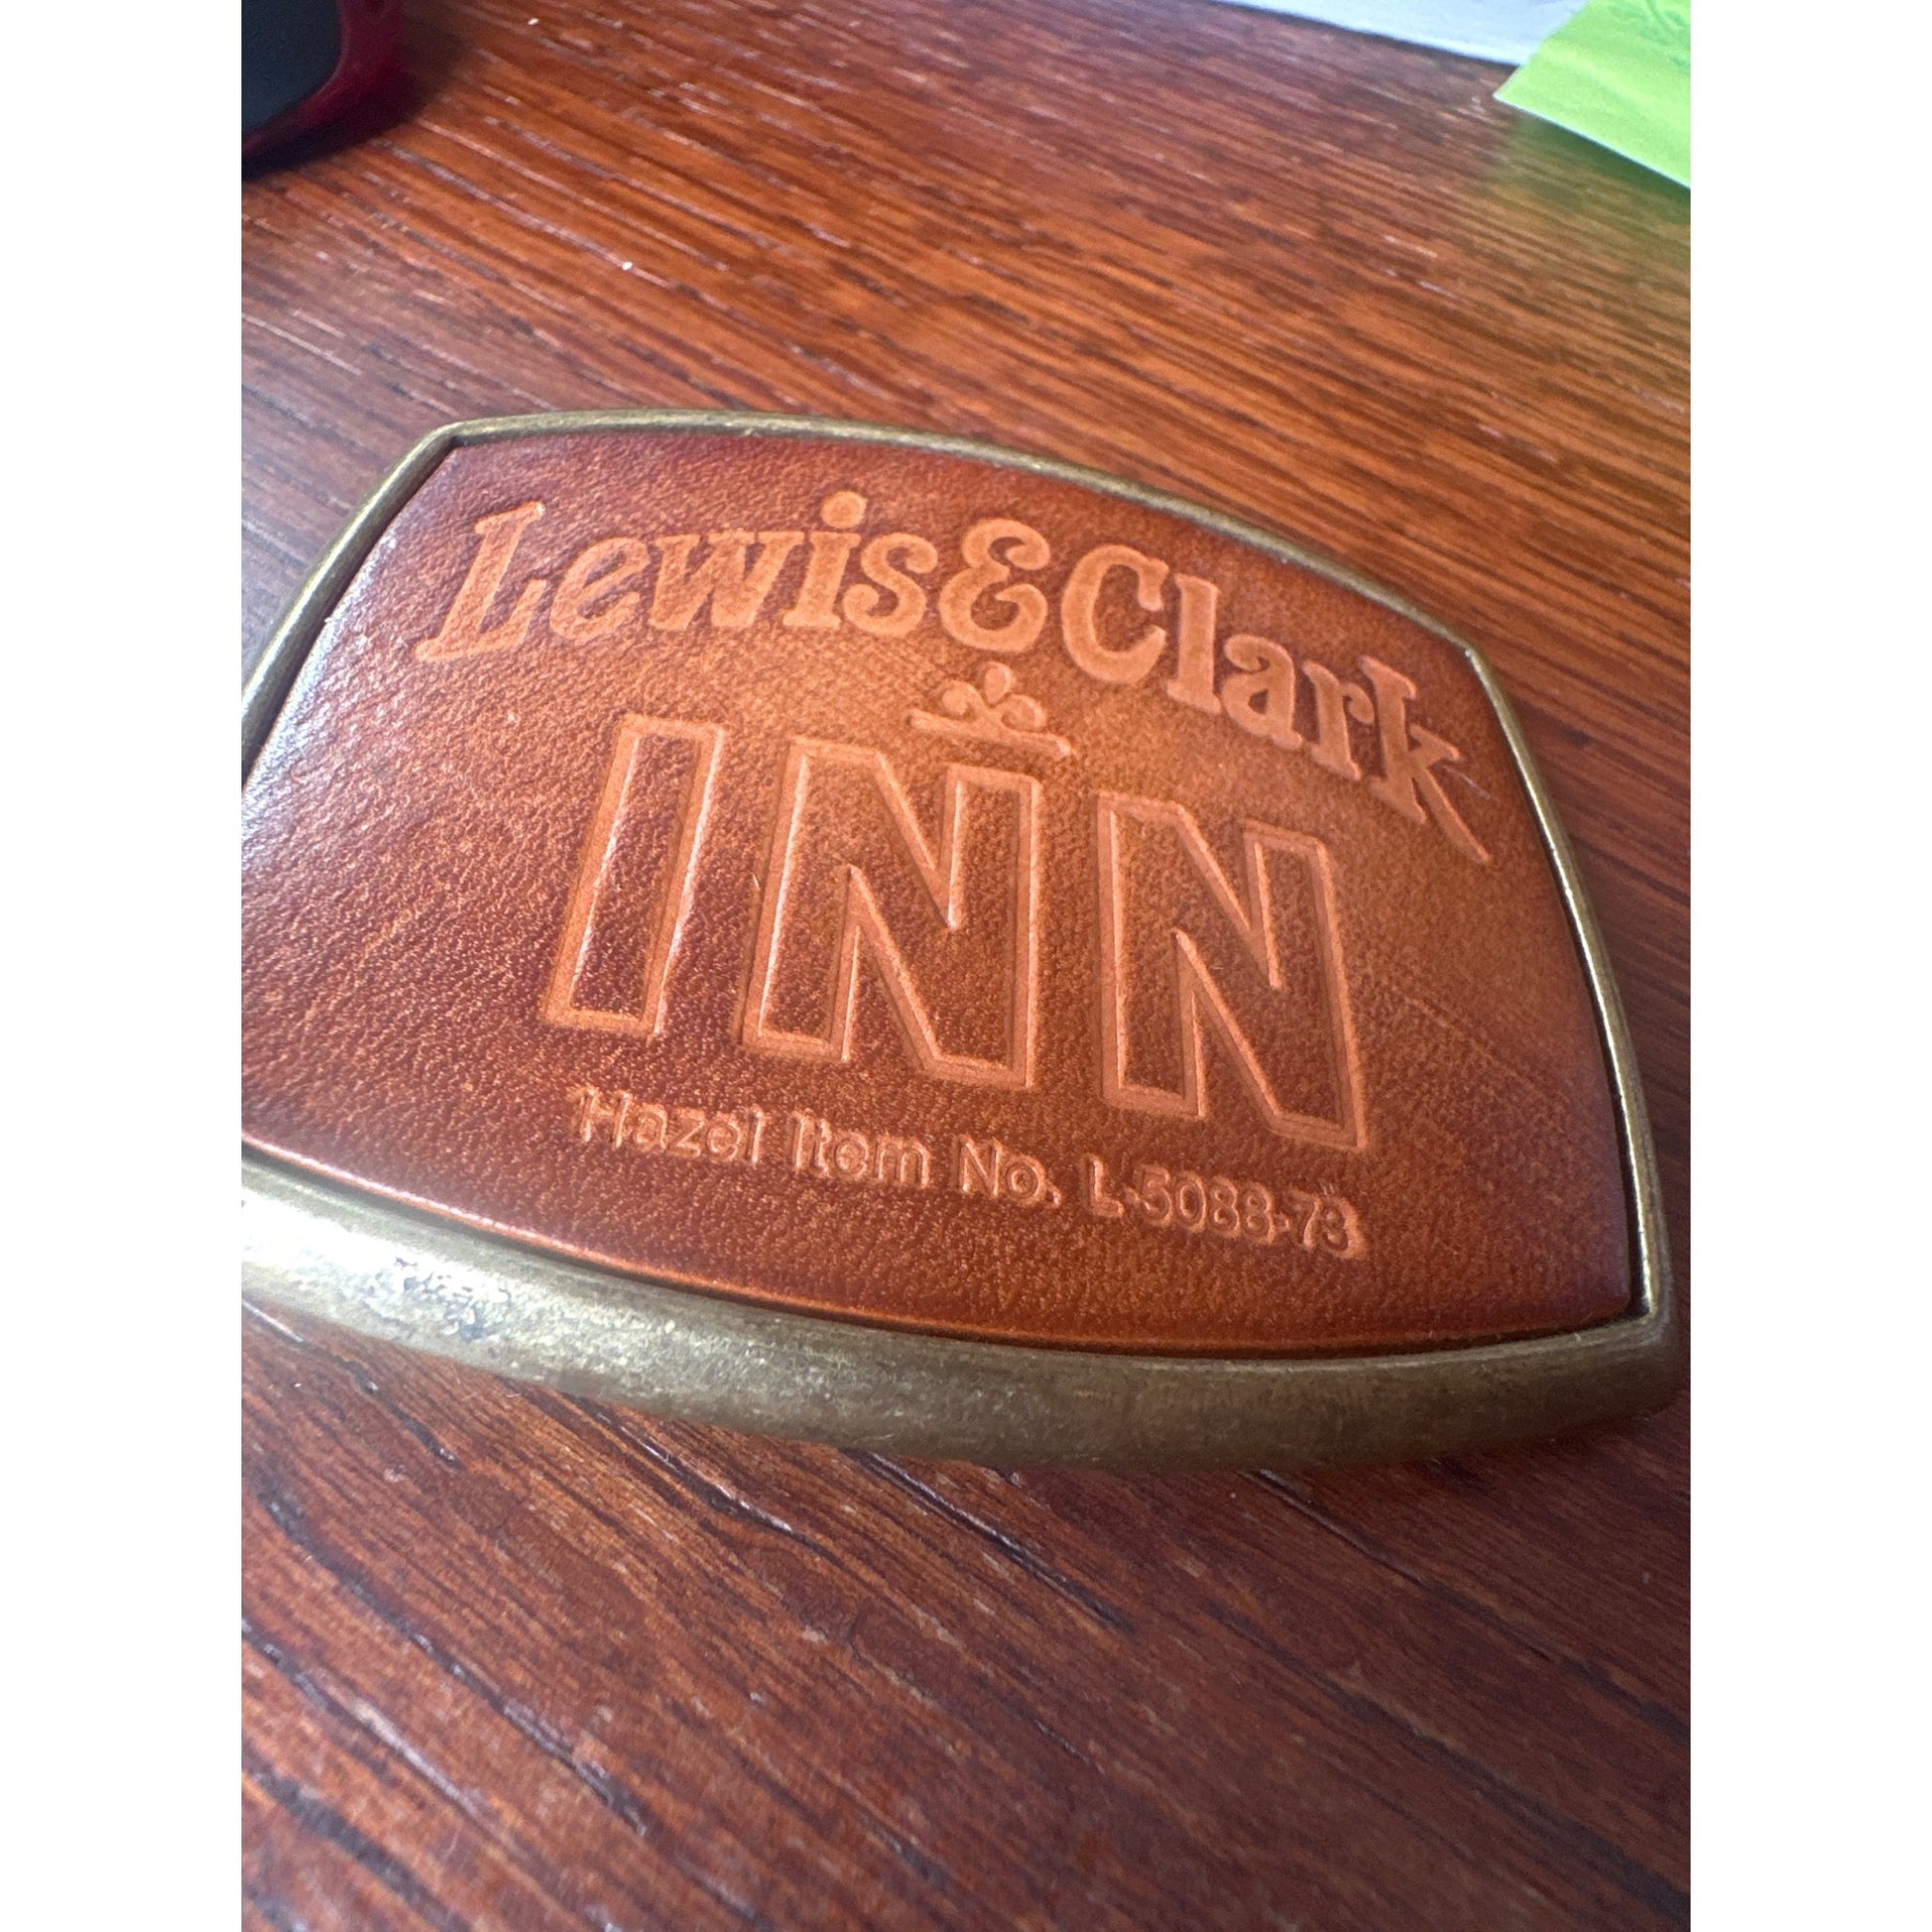 Lewis & Clark
INN
Hazel Item No. L-5088-73